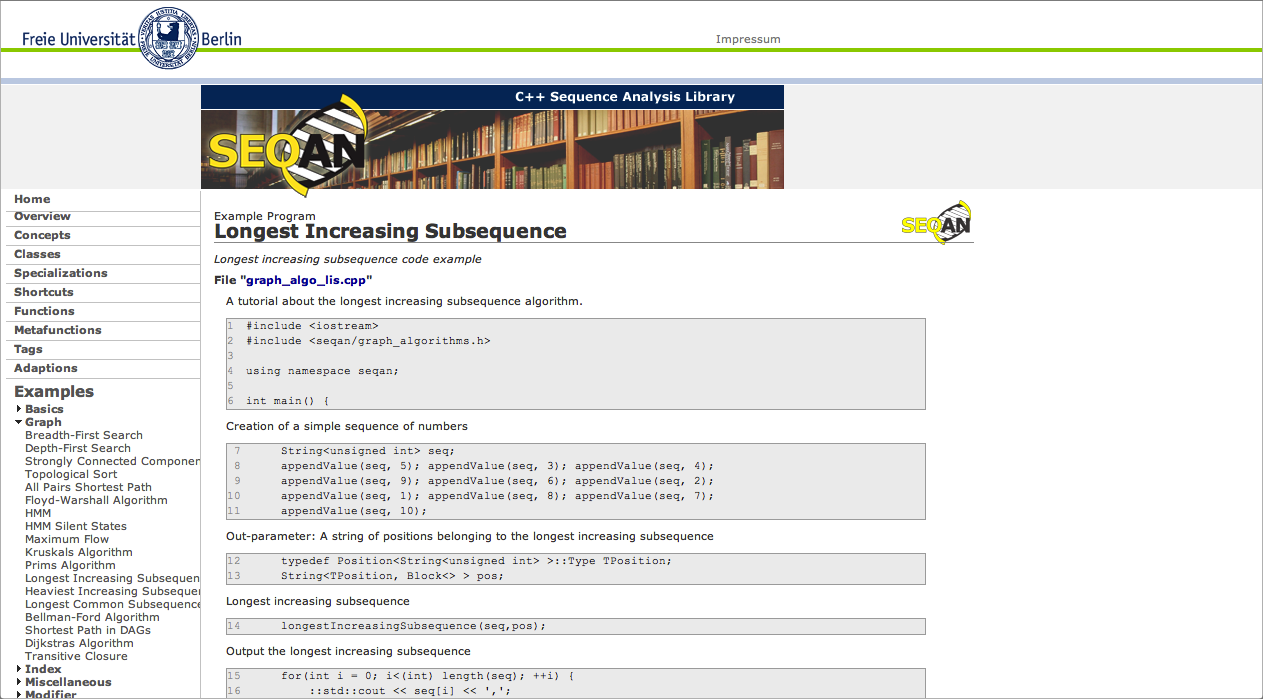 Freie Universität Berlin
Impressum
C++ Sequence Analysis Library
SEQAN
Home
Overview
Concepts
Classes
Specializations
Shortcuts
Functions
Metafunctions
Tags
Adaptions
Examples
Basics
Graph
Breadth-First Search
Depth-First Search
Strongly Connected Componen
Topological Sort
All Pairs Shortest Path
Floyd-Warshall Algorithm
HMM
HMM Silent States
Maximum Flow
Kruskals Algorithm
Prims Algorithm
Longest Increasing Subsequen
Heaviest Increasing Subseque
Longest Common Subsequence
Bellman-Ford Algorithm
Shortest Path in DAGs
Dijkstras Algorithm
Transitive Closure
Index
Miscellaneous
Modifier
Example Program
Longest Increasing Subsequence
SEQAN
Longest increasing subsequence code example
File "graph_algo_lis.cpp"
A tutorial about the longest increasing subsequence algorithm.
1 #include <iostream>
2 #include <seqan/graph_algorithms.h>
3
4 using namespace seqan;
5
6 int main() {
Creation of a simple sequence of numbers
7 String<unsigned int> seq;
8 appendValue(seq, 5); appendValue(seq, 3); appendValue(seq, 4);
9 appendValue(seq, 9); appendValue(seq, 6); appendValue(seq, 2);
10 appendValue(seq, 1); appendValue(seq, 8); appendValue(seq, 7);
11 appendValue(seq, 10);
Out-parameter: A string of positions belonging to the longest increasing subsequence
12 typedef Position<String<unsigned int> >::Type TPosition;
13 String<TPosition, Block<> > pos;
Longest increasing subsequence
14 longestIncreasingSubsequence(seq,pos);
Output the longest increasing subsequence
15 for(int i = 0; i<(int) length(seq); ++i) {
16 ::std::cout << seq[i] << ',';